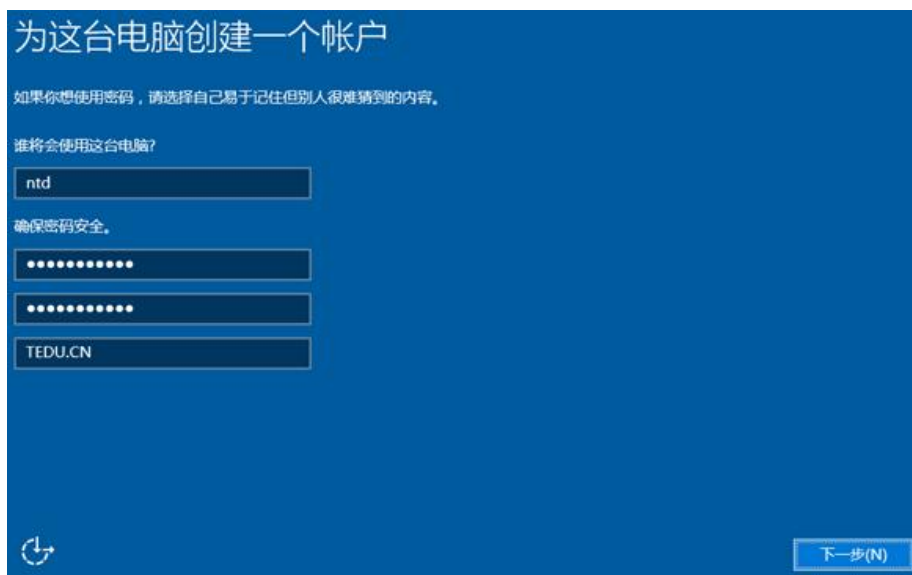 为这台电脑创建一个帐户
如果你想使用密码，请选择自己易于记住但别人很难猜到的内容。
谁将会使用这台电脑?
ntd
确保密码安全。
●●●●●●●●●●●
●●●●●●●●●●●
TEDU.CN
下一步(N)